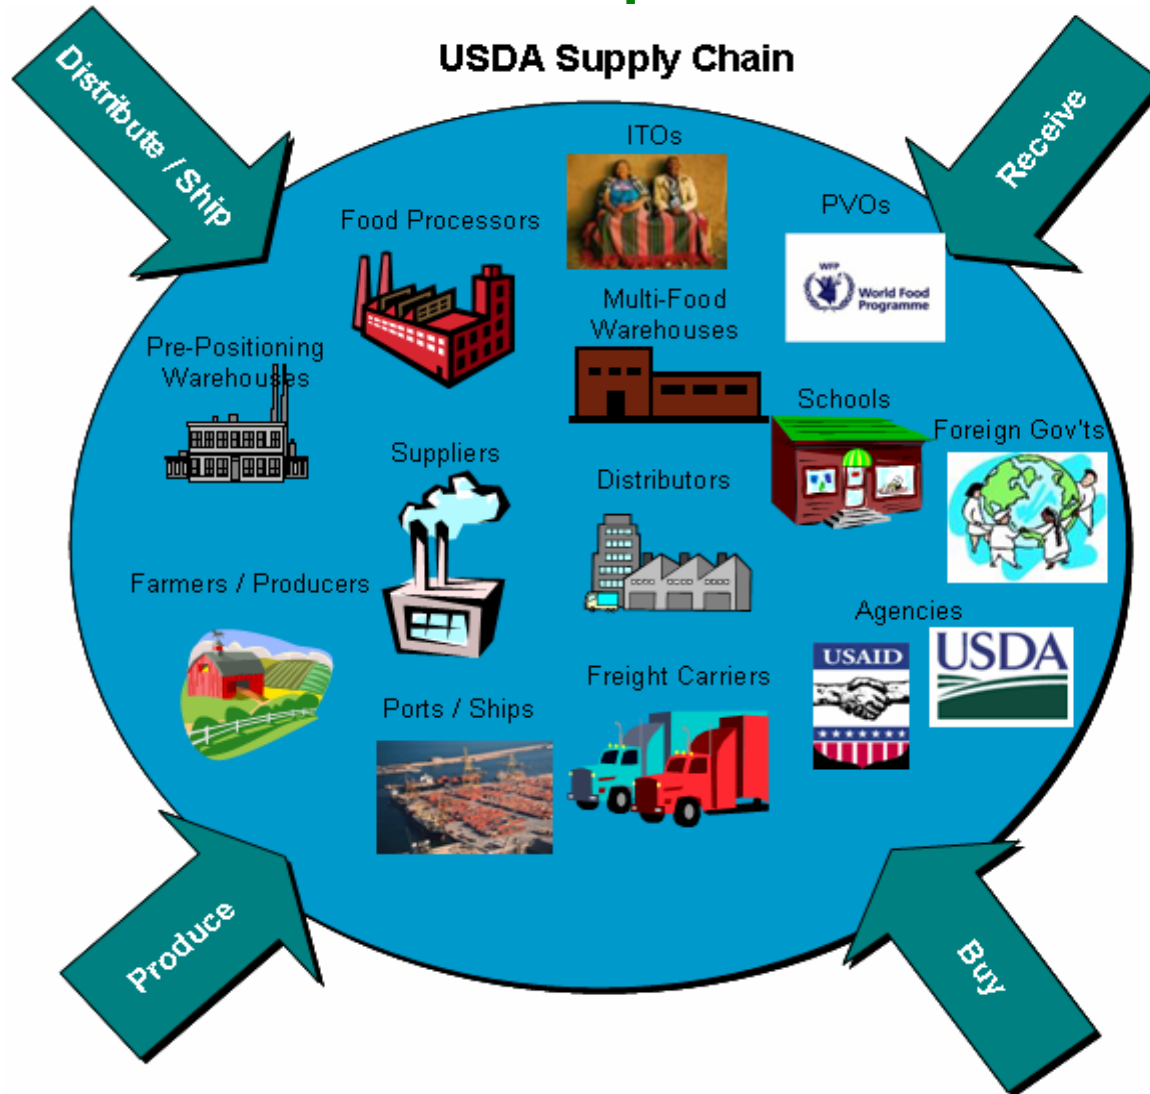 USDA Supply Chain
Distribute / Ship
Receive
ITOs
PVOs
Food Processors
WFP
World Food
Programme
Multi-Food
Warehouses
Pre-Positioning
Warehouses
Schools
Foreign Gov'ts
Suppliers
Distributors
Farmers / Producers
Agencies
USAID
USDA
Freight Carriers
Ports / Ships
Produce
Buy